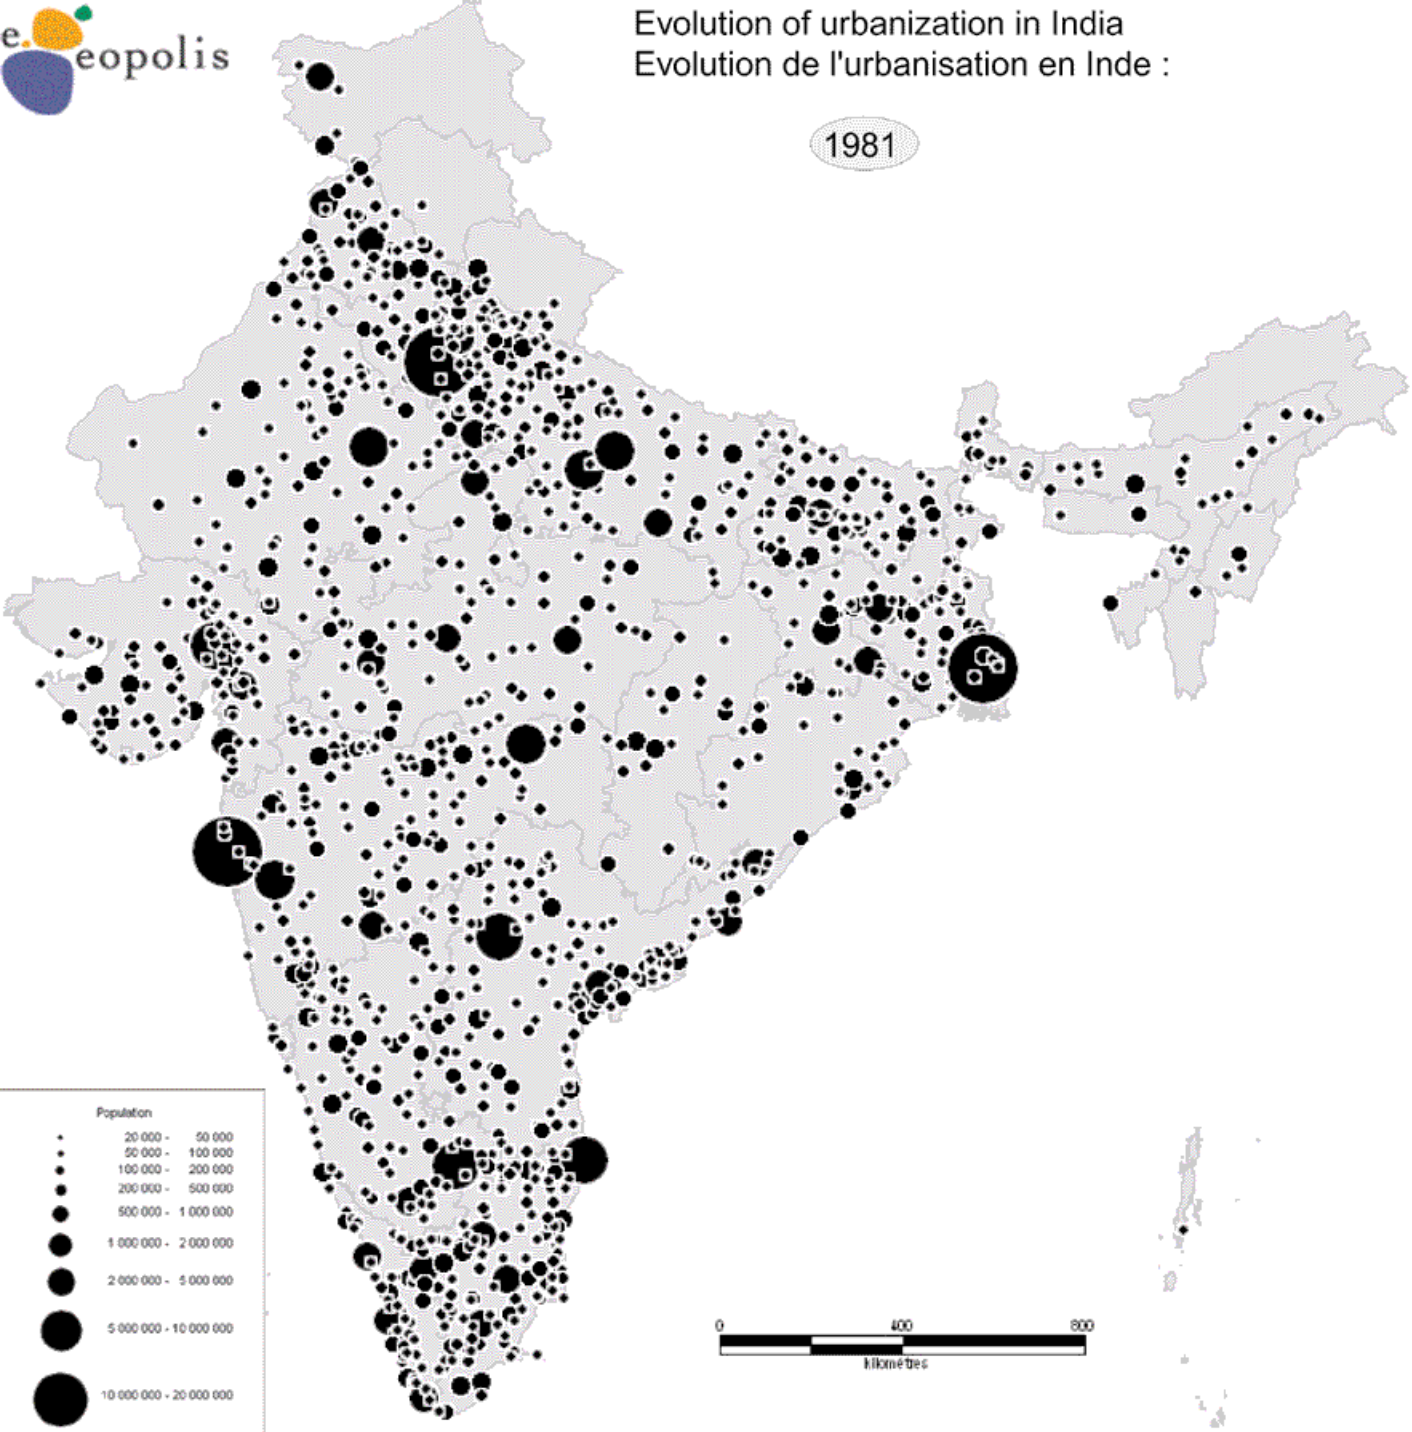 e.
eopolis
Evolution of urbanization in India
Evolution de l'urbanisation en Inde :
1981
Population
20 000 - 50 000
50 000 - 100 000
100 000 - 200 000
200 000 - 500 000
500 000 - 1 000 000
1 000 000 - 2 000 000
2 000 000 - 5 000 000
5 000 000 - 10 000 000
10 000 000 - 20 000 000
0 400 800
kilométres